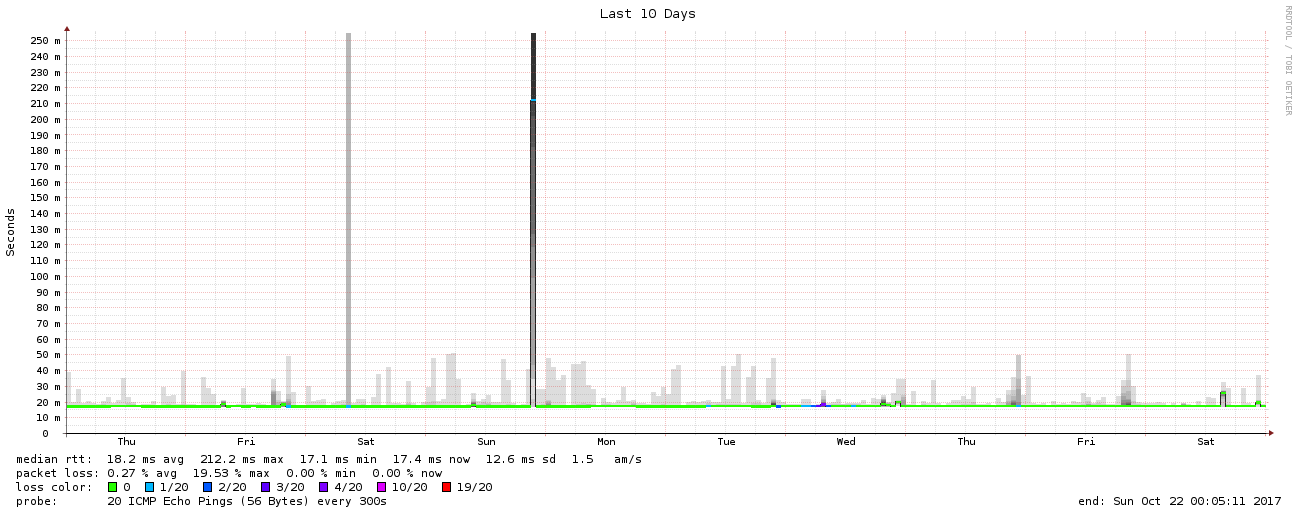 Last 10 Days
RRDTOOL / TOBI OETIKER
Seconds
250 m
240 m
230 m
220 m
210 m
200 m
190 m
180 m
170 m
160 m
150 m
140 m
130 m
120 m
110 m
100 m
90 m
80 m
70 m
60 m
50 m
40 m
30 m
20 m
10 m
0
Thu Fri Sat Sun Mon Tue Wed Thu Fri Sat
median rtt: 18.2 ms avg 212.2 ms max 17.1 ms min 17.4 ms now 12.6 ms sd 1.5 am/s
packet loss: 0.27 % avg 19.53 % max 0.00 % min 0.00 % now
loss color: 0 1/20 2/20 3/20 4/20 10/20 19/20
probe: 20 ICMP Echo Pings (56 Bytes) every 300s end: Sun Oct 22 00:05:11 2017